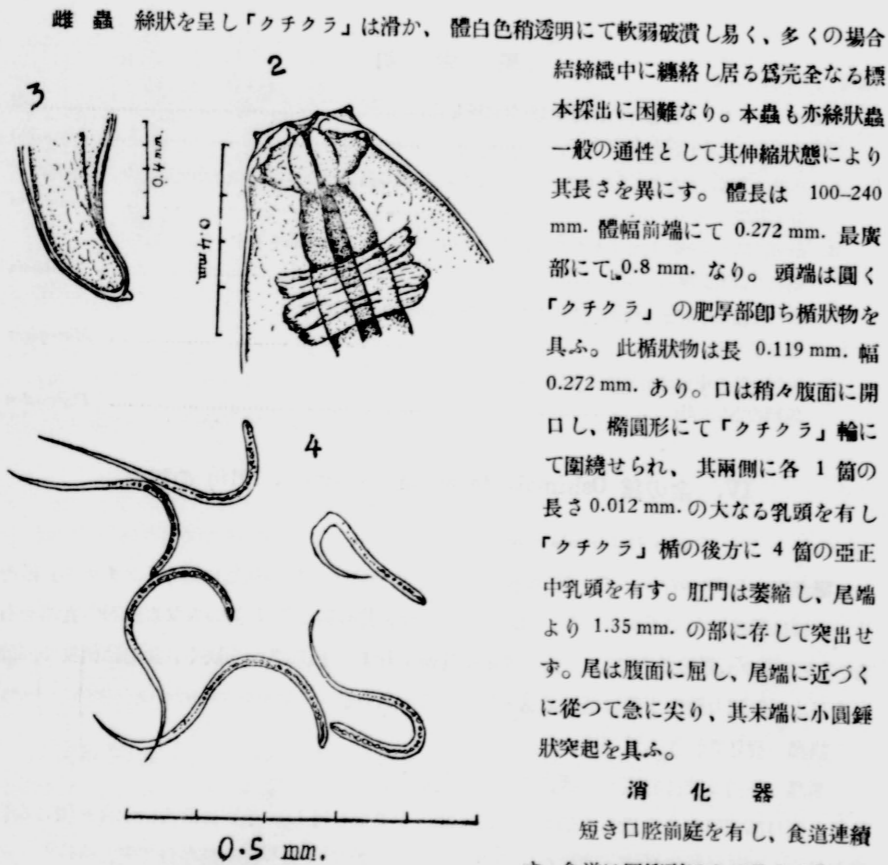 雌蟲 絲狀を呈し「クチクラ」は滑か、體白色稍透明にて軟弱破潰し易く、多くの場合
結締織中に纏絡し居る爲完全なる標
本採出に困難なり。本蟲も亦絲狀蟲
一般の通性として其伸縮狀態により
其長さを異にす。體長は 100–240
mm. 體幅前端にて 0.272 mm. 最廣
部にて 0.8 mm. なり。頭端は圓く
「クチクラ」の肥厚部卽ち楯狀物を
具ふ。此楯狀物は長 0.119 mm. 幅
0.272 mm. あり。口は稍々腹面に開
口し、橢圓形にて「クチクラ」輪に
て圍繞せられ、其兩側に各 1 箇の
長さ 0.012 mm. の大なる乳頭を有し
「クチクラ」楯の後方に 4 箇の亞正
中乳頭を有す。肛門は萎縮し、尾端
より 1.35 mm. の部に存して突出せ
ず。尾は腹面に屈し、尾端に近づく
に從つて急に尖り、其末端に小圓錘
狀突起を具ふ。
消化器
短き口腔前庭を有し、食道連續
2
3
0.4 mm.
0.4 mm.
4
0.5 mm.